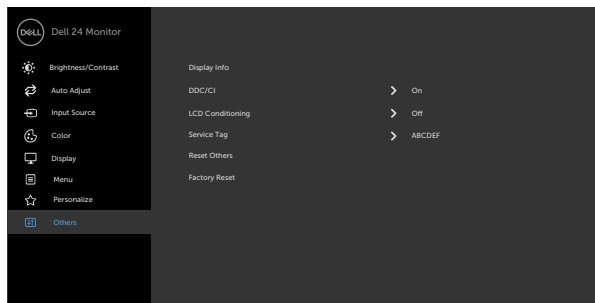 DELL Dell 24 Monitor
Brightness/Contrast
Auto Adjust
Input Source
Color
Display
Menu
Personalize
Others
Display Info
DDC/CI On
LCD Conditioning Off
Service Tag ABCDEF
Reset Others
Factory Reset